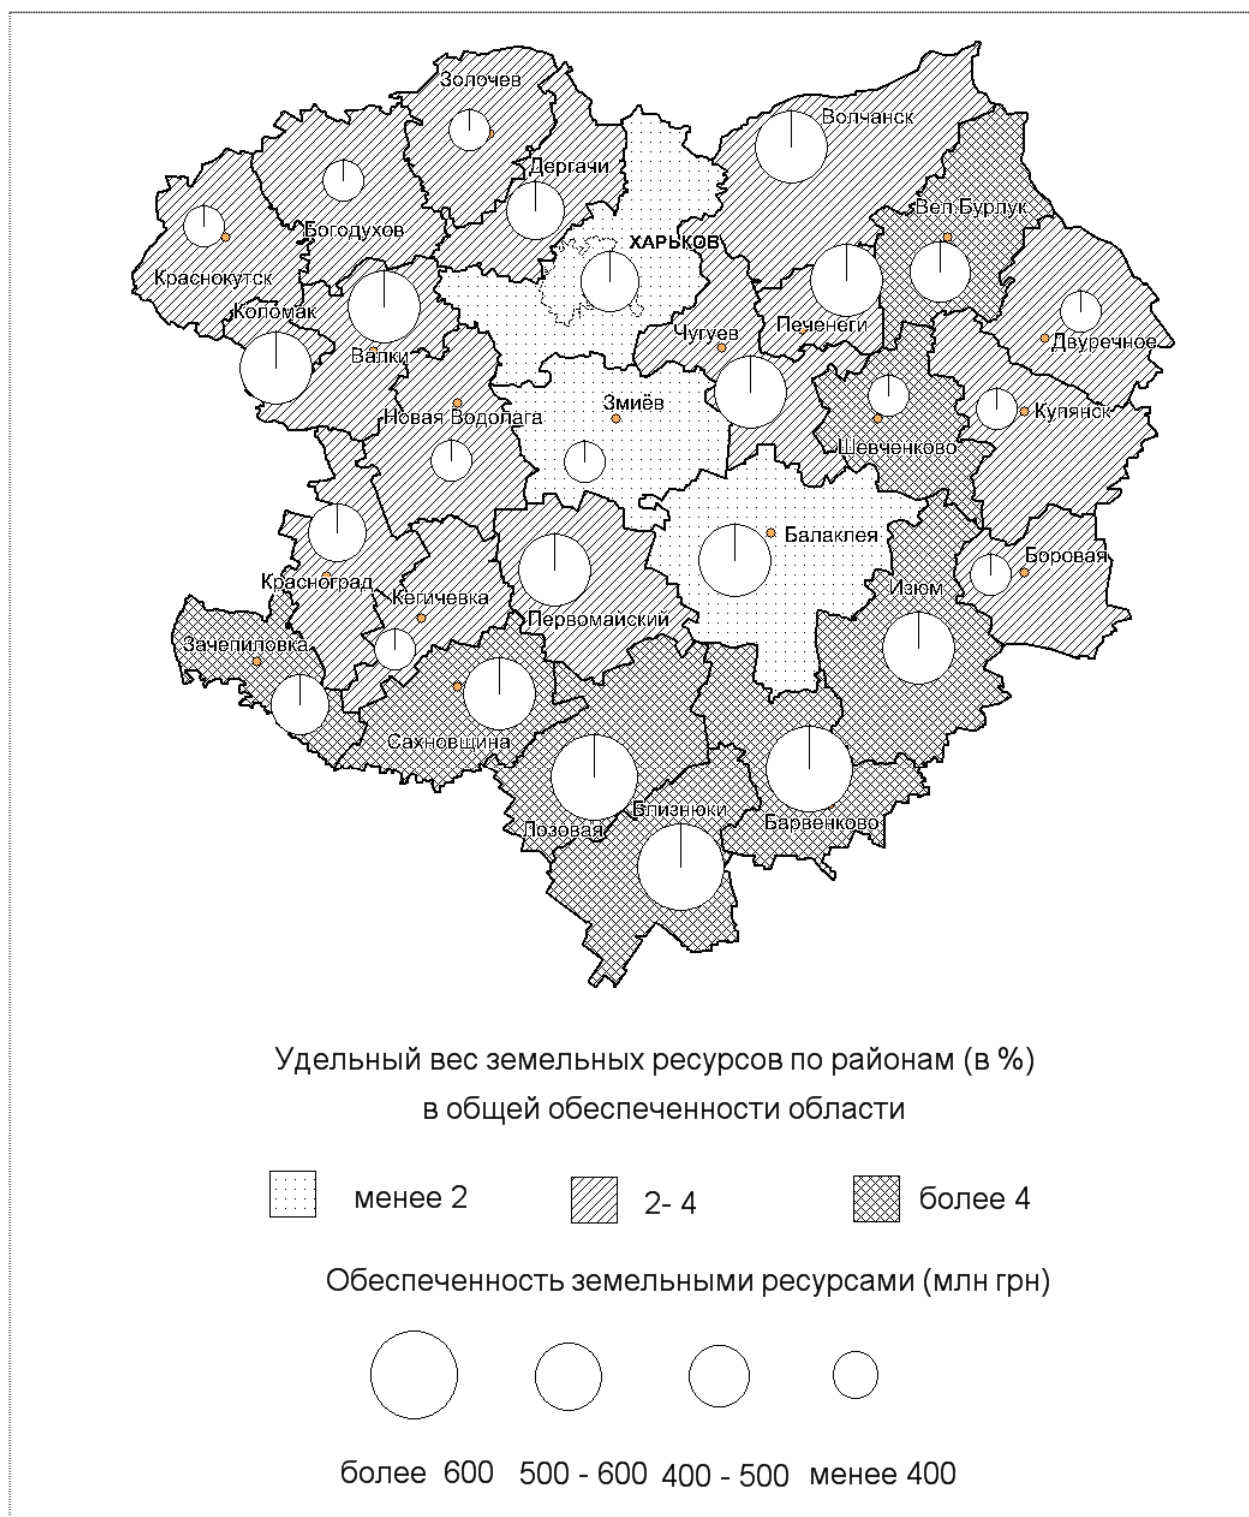 Золочев
Волчанск
Дергачи
Вел.Бурлук
Богодухов
ХАРЬКОВ
Краснокутск
Коломак
Печенеги
Чугуев
Двуречное
Валки
Змиёв
Новая Водолага
Купянск
Шевченково
Балаклея
Боровая
Красноград
Изюм
Кегичевка
Первомайский
Зачепиловка
Сахновщина
Близнюки
Лозовая
Барвенково
Удельный вес земельных ресурсов по районам (в %)
в общей обеспеченности области
менее 2
2- 4
более 4
Обеспеченность земельными ресурсами (млн грн)
более 600
500 - 600
400 - 500
менее 400